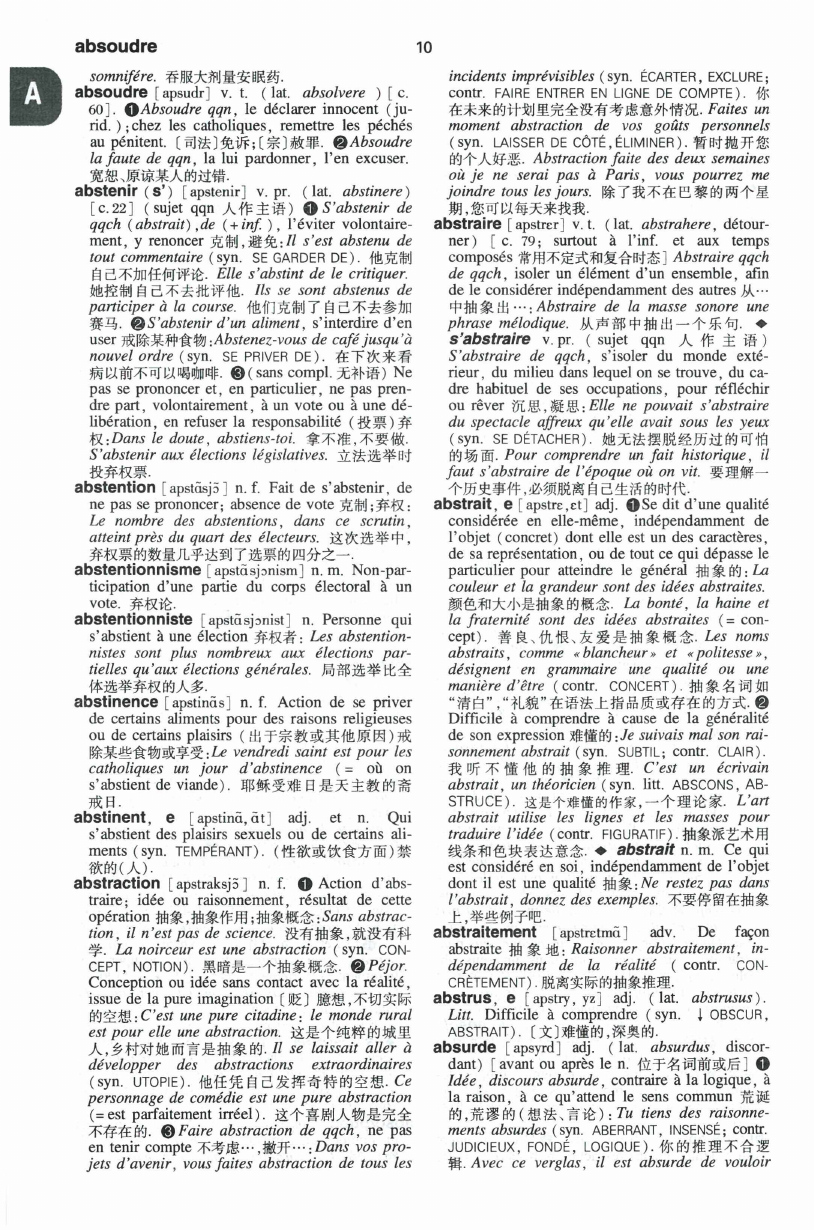 absoudre
10
A
somnifére. 吞服大剂量安眠药.
absoudre [apsudr] v. t. (lat. absolvere) [c.
60]. ❶Absoudre qqn, le déclarer innocent (ju-
rid.);chez les catholiques, remettre les péchés
au pénitent. 〔司法〕免诉;〔宗〕赦罪. ❷Absoudre
la faute de qqn, la lui pardonner, l'en excuser.
宽恕、原谅某人的过错.
abstenir (s') [apstenir] v. pr. (lat. abstinere)
[c.22] (sujet qqn 人作主语) ❶ S'abstenir de
qqch (abstrait),de (+inf.), l'éviter volontaire-
ment, y renoncer 克制,避免:Il s'est abstenu de
tout commentaire (syn. SE GARDER DE). 他克制
自己不加任何评论. Elle s'abstint de le critiquer.
她控制自己不去批评他. Ils se sont abstenus de
participer à la course. 他们克制了自己不去参加
赛马. ❷S'abstenir d'un aliment, s'interdire d'en
user 戒除某种食物:Abstenez-vous de café jusqu'à
nouvel ordre (syn. SE PRIVER DE). 在下次来看
病以前不可以喝咖啡. ❸(sans compl. 无补语) Ne
pas se prononcer et, en particulier, ne pas pren-
dre part, volontairement, à un vote ou à une dé-
libération, en refuser la responsabilité (投票)弃
权:Dans le doute, abstiens-toi. 拿不准,不要做.
S'abstenir aux élections législatives. 立法选举时
投弃权票.
abstention [apstɑ̃sjɔ̃] n. f. Fait de s'abstenir, de
ne pas se prononcer; absence de vote 克制;弃权:
Le nombre des abstentions, dans ce scrutin,
atteint près du quart des électeurs. 这次选举中,
弃权票的数量几乎达到了选票的四分之一.
abstentionnisme [apstɑ̃sjɔnism] n. m. Non-par-
ticipation d'une partie du corps électoral à un
vote. 弃权论.
abstentionniste [apstɑ̃sjɔnist] n. Personne qui
s'abstient à une élection 弃权者: Les abstention-
nistes sont plus nombreux aux élections par-
tielles qu'aux élections générales. 局部选举比全
体选举弃权的人多.
abstinence [apstinɑ̃s] n. f. Action de se priver
de certains aliments pour des raisons religieuses
ou de certains plaisirs (出于宗教或其他原因)戒
除某些食物或享受:Le vendredi saint est pour les
catholiques un jour d'abstinence (= où on
s'abstient de viande). 耶稣受难日是天主教的斋
戒日.
abstinent, e [apstinɑ̃,ɑ̃t] adj. et n. Qui
s'abstient des plaisirs sexuels ou de certains ali-
ments (syn. TEMPÉRANT). (性欲或饮食方面)禁
欲的(人).
abstraction [apstraksjɔ̃] n. f. ❶ Action d'abs-
traire; idée ou raisonnement, résultat de cette
opération 抽象,抽象作用;抽象概念:Sans abstrac-
tion, il n'est pas de science. 没有抽象,就没有科
学. La noirceur est une abstraction (syn. CON-
CEPT, NOTION). 黑暗是一个抽象概念. ❷Péjor.
Conception ou idée sans contact avec la réalité,
issue de la pure imagination [贬] 臆想,不切实际
的空想:C'est une pure citadine: le monde rural
est pour elle une abstraction. 这是个纯粹的城里
人,乡村对她而言是抽象的. Il se laissait aller à
développer des abstractions extraordinaires
(syn. UTOPIE). 他任凭自己发挥奇特的空想. Ce
personnage de comédie est une pure abstraction
(=est parfaitement irréel). 这个喜剧人物是完全
不存在的. ❸Faire abstraction de qqch, ne pas
en tenir compte 不考虑…,撇开…:Dans vos pro-
jets d'avenir, vous faites abstraction de tous les
incidents imprévisibles (syn. ÉCARTER, EXCLURE;
contr. FAIRE ENTRER EN LIGNE DE COMPTE). 你
在未来的计划里完全没有考虑意外情况. Faites un
moment abstraction de vos goûts personnels
(syn. LAISSER DE CÔTÉ,ÉLIMINER). 暂时抛开您
的个人好恶. Abstraction faite des deux semaines
où je ne serai pas à Paris, vous pourrez me
joindre tous les jours. 除了我不在巴黎的两个星
期,您可以每天来找我.
abstraire [apstrɛr] v. t. (lat. abstrahere, détour-
ner) [c. 79; surtout à l'inf. et aux temps
composés 常用不定式和复合时态] Abstraire qqch
de qqch, isoler un élément d'un ensemble, afin
de le considérer indépendamment des autres 从…
中抽象出…:Abstraire de la masse sonore une
phrase mélodique. 从声部中抽出一个乐句. ◆
s'abstraire v. pr. (sujet qqn 人作主语)
S'abstraire de qqch, s'isoler du monde exté-
rieur, du milieu dans lequel on se trouve, du ca-
dre habituel de ses occupations, pour réfléchir
ou rêver 沉思,凝思:Elle ne pouvait s'abstraire
du spectacle affreux qu'elle avait sous les yeux
(syn. SE DÉTACHER). 她无法摆脱经历过的可怕
的场面. Pour comprendre un fait historique, il
faut s'abstraire de l'époque où on vit. 要理解一
个历史事件,必须脱离自己生活的时代.
abstrait, e [apstrɛ,ɛt] adj. ❶Se dit d'une qualité
considérée en elle-même, indépendamment de
l'objet (concret) dont elle est un des caractères,
de sa représentation, ou de tout ce qui dépasse le
particulier pour atteindre le général 抽象的:La
couleur et la grandeur sont des idées abstraites.
颜色和大小是抽象的概念. La bonté, la haine et
la fraternité sont des idées abstraites (= con-
cept). 善良、仇恨、友爱是抽象概念. Les noms
abstraits, comme «blancheur» et «politesse»,
désignent en grammaire une qualité ou une
manière d'être (contr. CONCERT). 抽象名词如
“清白”,“礼貌”在语法上指品质或存在的方式. ❷
Difficile à comprendre à cause de la généralité
de son expression 难懂的:Je suivais mal son rai-
sonnement abstrait (syn. SUBTIL; contr. CLAIR).
我听不懂他的抽象推理. C'est un écrivain
abstrait, un théoricien (syn. litt. ABSCONS, AB-
STRUCE). 这是个难懂的作家,一个理论家. L'art
abstrait utilise les lignes et les masses pour
traduire l'idée (contr. FIGURATIF). 抽象派艺术用
线条和色块表达意念. ◆ abstrait n. m. Ce qui
est considéré en soi, indépendamment de l'objet
dont il est une qualité 抽象:Ne restez pas dans
l'abstrait, donnez des exemples. 不要停留在抽象
上,举些例子吧.
abstraitement [apstrɛtmɑ̃] adv. De façon
abstraite 抽象地: Raisonner abstraitement, in-
dépendamment de la réalité (contr. CON-
CRÈTEMENT). 脱离实际的抽象推理.
abstrus, e [apstry, yz] adj. (lat. abstrusus).
Litt. Difficile à comprendre (syn. ↓ OBSCUR,
ABSTRAIT). 〔文〕难懂的,深奥的.
absurde [apsyrd] adj. (lat. absurdus, discor-
dant) [avant ou après le n. 位于名词前或后] ❶
Idée, discours absurde, contraire à la logique, à
la raison, à ce qu'attend le sens commun 荒诞
的,荒谬的(想法、言论): Tu tiens des raisonne-
ments absurdes (syn. ABERRANT, INSENSÉ; contr.
JUDICIEUX, FONDÉ, LOGIQUE). 你的推理不合逻
辑. Avec ce verglas, il est absurde de vouloir